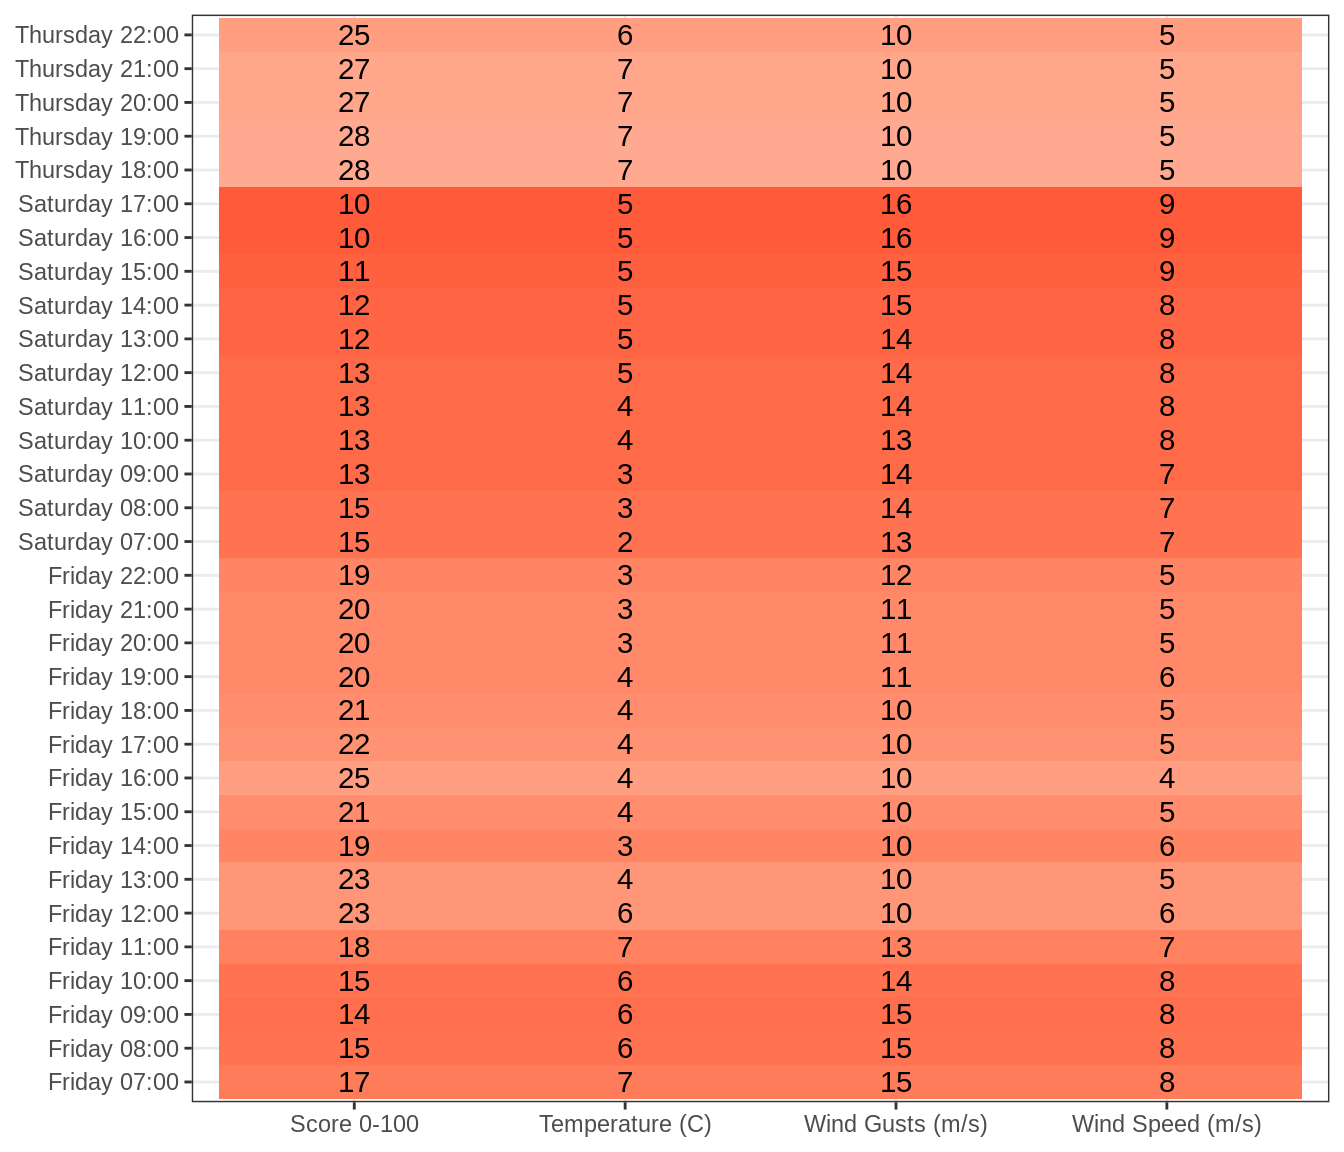 Thursday 22:00 25 6 10 5
Thursday 21:00 27 7 10 5
Thursday 20:00 27 7 10 5
Thursday 19:00 28 7 10 5
Thursday 18:00 28 7 10 5
Saturday 17:00 10 5 16 9
Saturday 16:00 10 5 16 9
Saturday 15:00 11 5 15 9
Saturday 14:00 12 5 15 8
Saturday 13:00 12 5 14 8
Saturday 12:00 13 5 14 8
Saturday 11:00 13 4 14 8
Saturday 10:00 13 4 13 8
Saturday 09:00 13 3 14 7
Saturday 08:00 15 3 14 7
Saturday 07:00 15 2 13 7
Friday 22:00 19 3 12 5
Friday 21:00 20 3 11 5
Friday 20:00 20 3 11 5
Friday 19:00 20 4 11 6
Friday 18:00 21 4 10 5
Friday 17:00 22 4 10 5
Friday 16:00 25 4 10 4
Friday 15:00 21 4 10 5
Friday 14:00 19 3 10 6
Friday 13:00 23 4 10 5
Friday 12:00 23 6 10 6
Friday 11:00 18 7 13 7
Friday 10:00 15 6 14 8
Friday 09:00 14 6 15 8
Friday 08:00 15 6 15 8
Friday 07:00 17 7 15 8
Score 0-100 Temperature (C) Wind Gusts (m/s) Wind Speed (m/s)